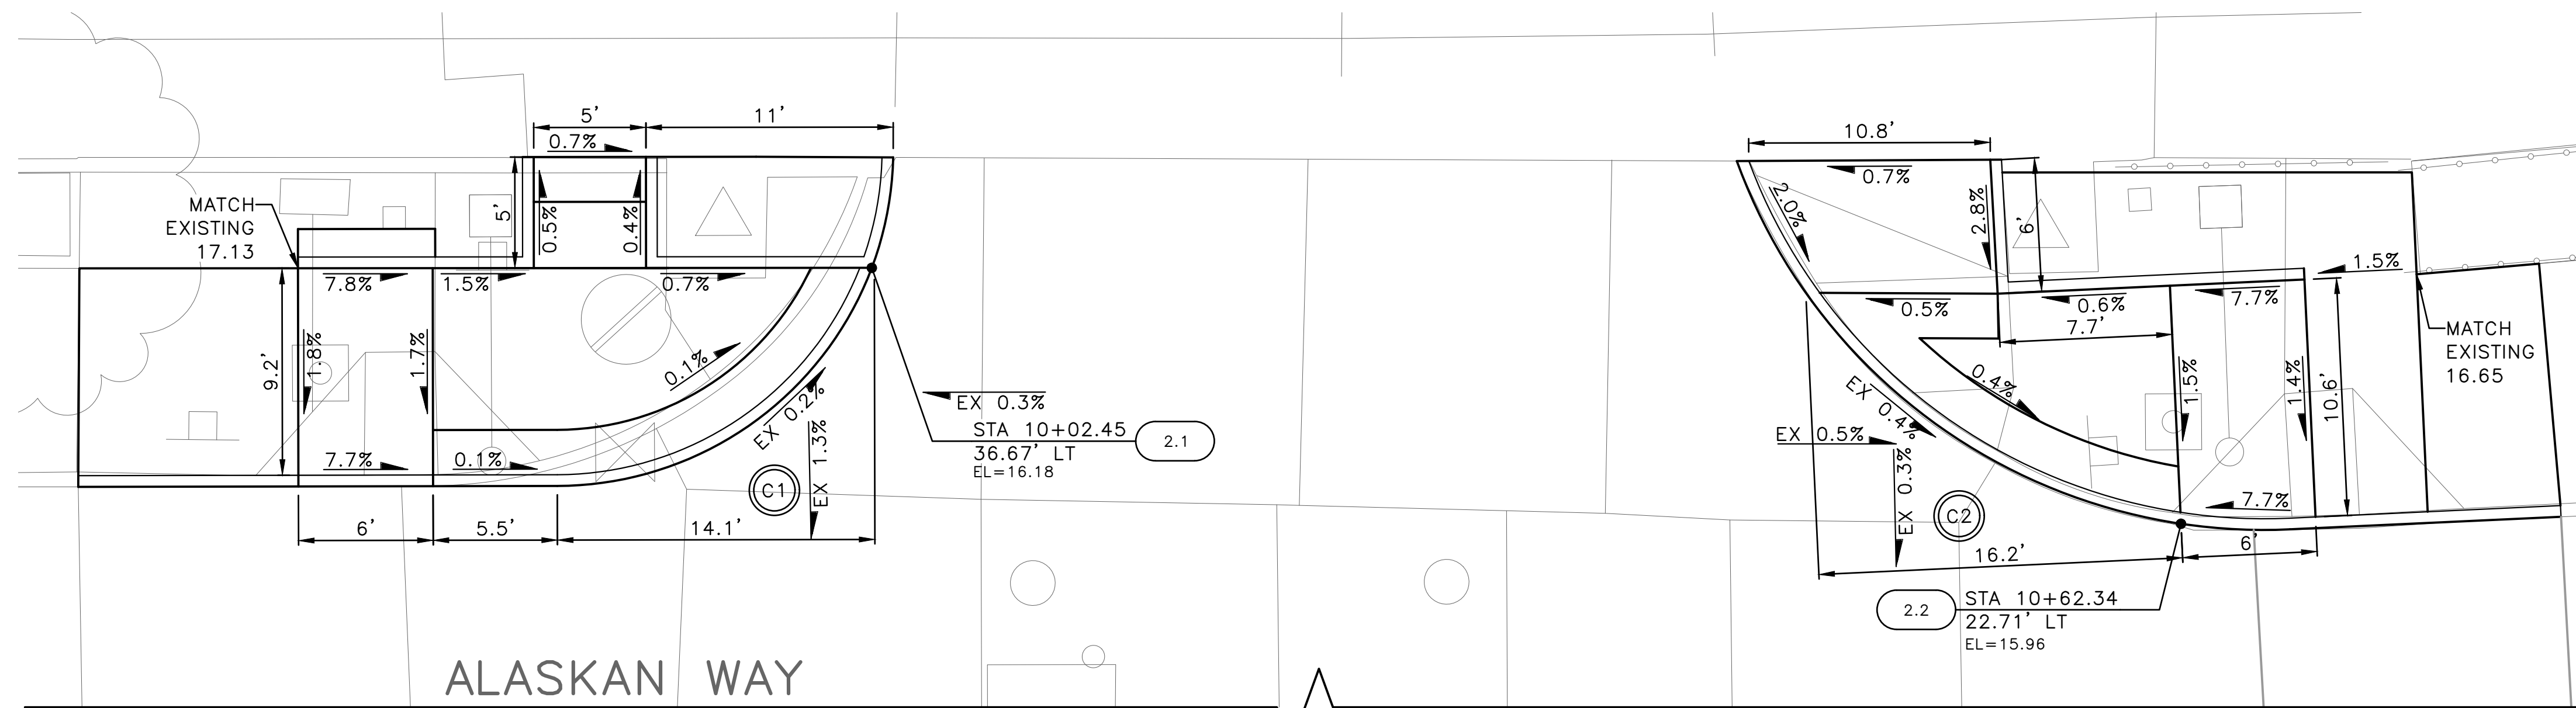 5'
11'
0.7%
MATCH
EXISTING
17.13
5'
0.5%
0.4%
7.8%
1.5%
0.7%
9.2'
1.8%
1.7%
0.1%
7.7%
0.1%
EX 0.2%
EX 1.3%
C1
6'
5.5'
14.1'
EX 0.3%
STA 10+02.45
36.67' LT
EL=16.18
2.1
10.8'
0.7%
2.0%
2.8%
6'
1.5%
0.5%
0.6%
7.7%
7.7'
MATCH
EXISTING
16.65
0.4%
1.5%
1.4%
10.6'
EX 0.4%
EX 0.5%
EX 0.3%
C2
7.7%
16.2'
6'
2.2
STA 10+62.34
22.71' LT
EL=15.96
ALASKAN WAY